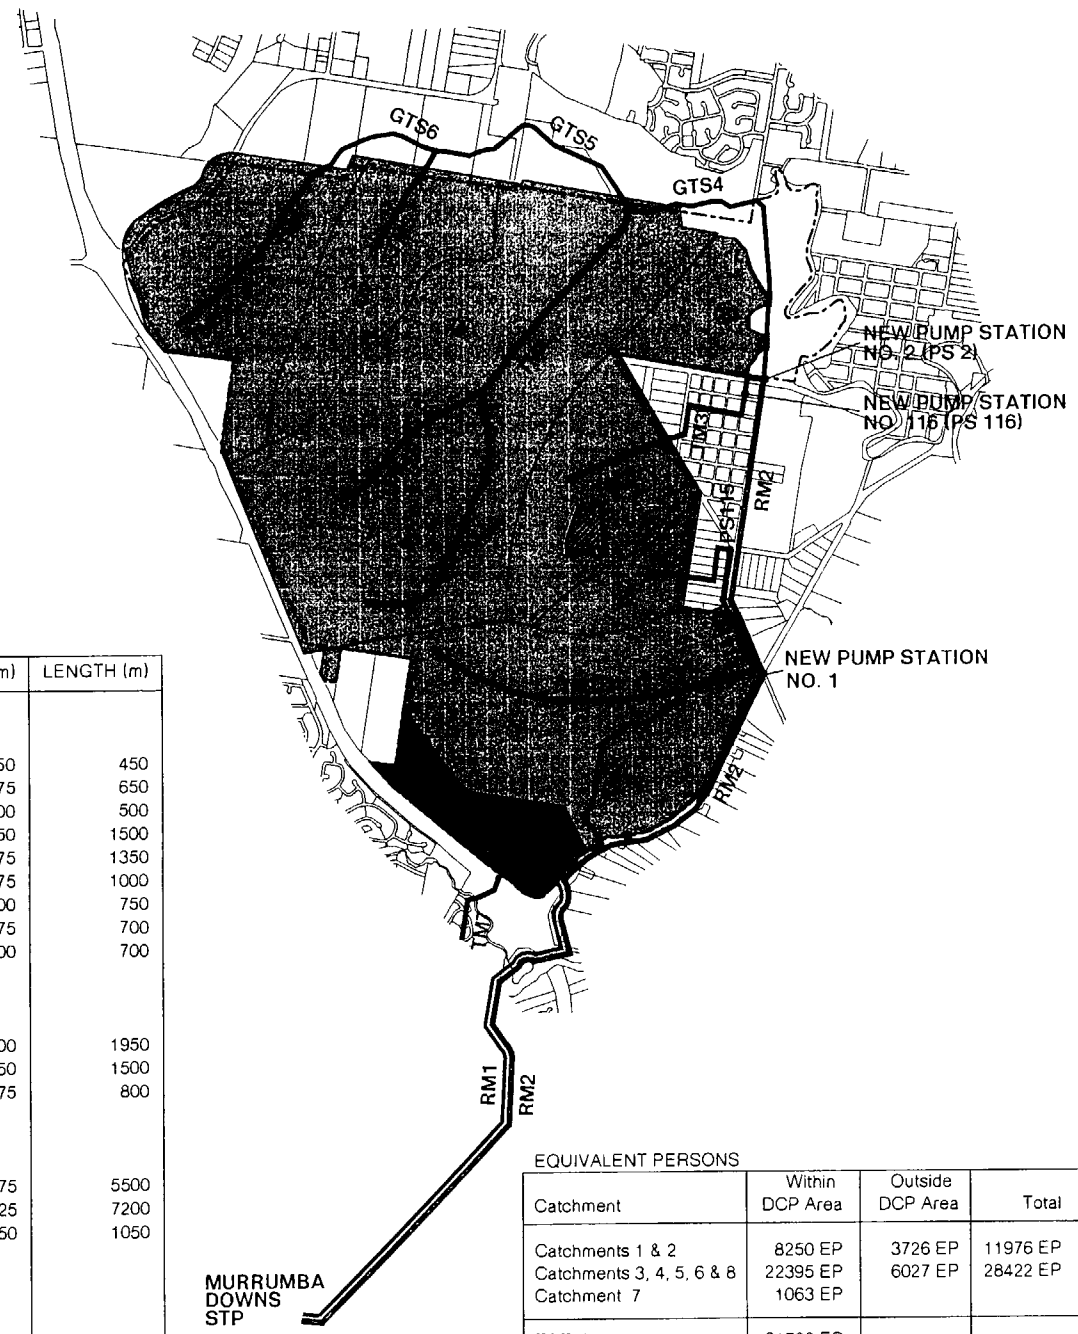 GTS6
GTS5
GTS4
NEW PUMP STATION
NO. 2 (PS 2)
NEW PUMP STATION
NO. 116 (PS 116)
RM2
PS115
NEW PUMP STATION
NO. 1
RM2
RM1
RM2
MURRUMBA
DOWNS
STP
LENGTH (m)
450
650
500
1500
1350
1000
750
700
700
1950
1500
800
5500
7200
1050
EQUIVALENT PERSONS
Catchment Within DCP Area Outside DCP Area Total
Catchments 1 & 2 8250 EP 3726 EP 11976 EP
Catchments 3, 4, 5, 6 & 8 22395 EP 6027 EP 28422 EP
Catchment 7 1063 EP